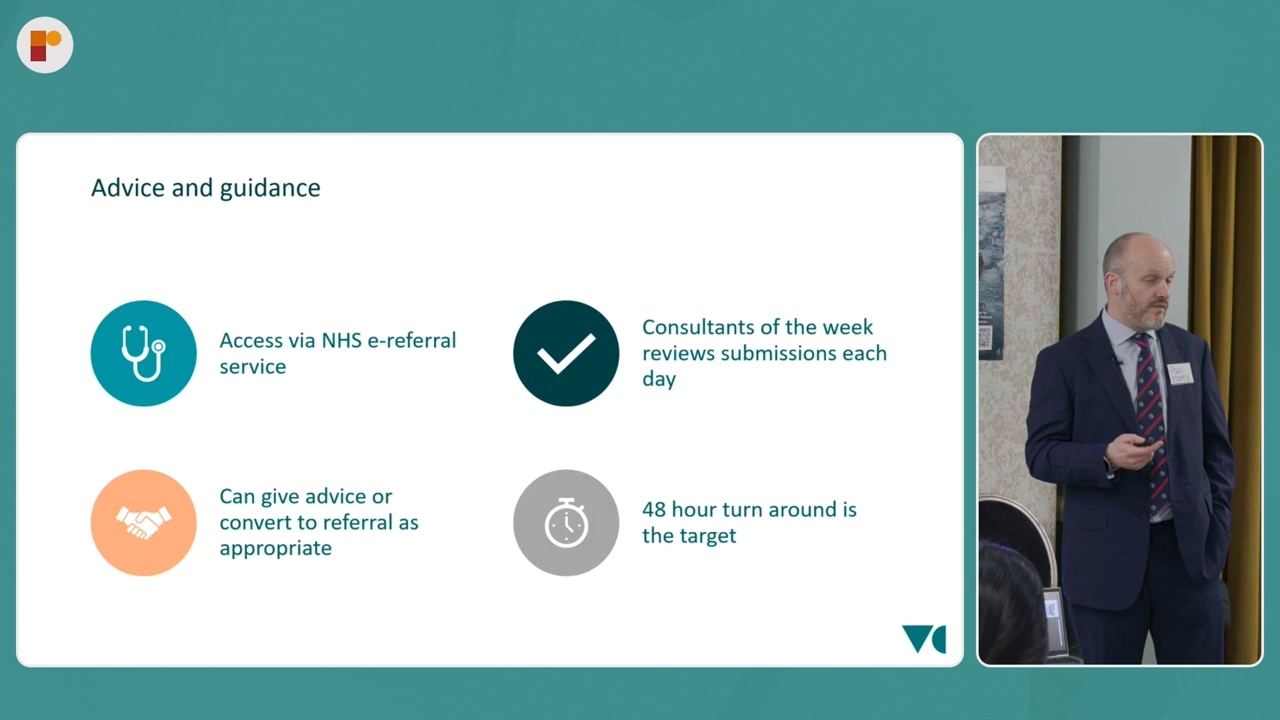 Advice and guidance
Access via NHS e-referral
service
Consultants of the week
reviews submissions each
day
Can give advice or
convert to referral as
appropriate
48 hour turn around is
the target